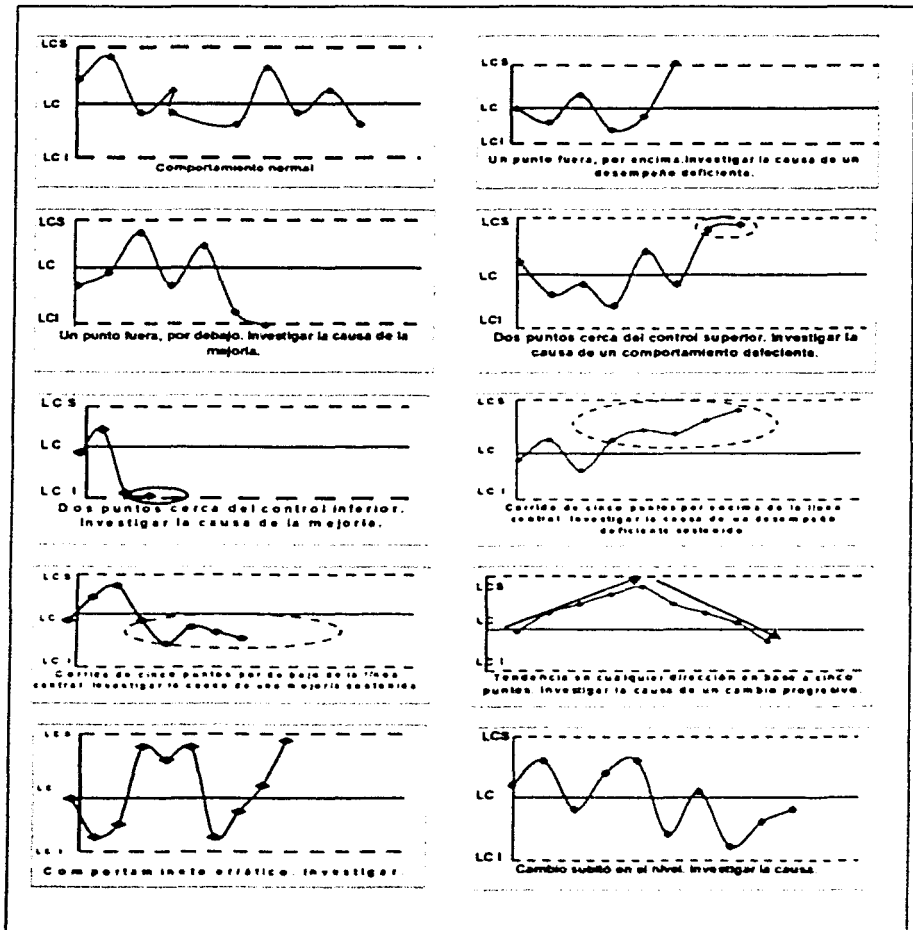 LCS
LC
LCI
Comportamiento normal
LCS
LC
LCI
Un punto fuera, por encima.Investigar la causa de un
desempeño deficiente.
LCS
LC
LCI
Un punto fuera, por debajo. Investigar la causa de la
mejoría.
LCS
LC
LCI
Dos puntos cerca del control superior. Investigar la
causa de un comportamiento defeciente.
LCS
LC
LCI
Dos puntos cerca del control inferior.
Investigar la causa de la mejoría.
LCS
LC
LCI
Corrida de cinco puntos por encima de la línea
central. Investigar la causa de un desempeño
deficiente sostenido
LCS
LC
LCI
Corrida de cinco puntos por debajo de la línea
central. Investigar la causa de una mejoría sostenida
LCS
LC
LCI
Tendencia en cualquier dirección en base a cinco
puntos. Investigar la causa de un cambio progresivo.
LCS
LC
LCI
Comportamineto errático. Investigar.
LCS
LC
LCI
Cambio subitó en el nivel. Investigar la causa.